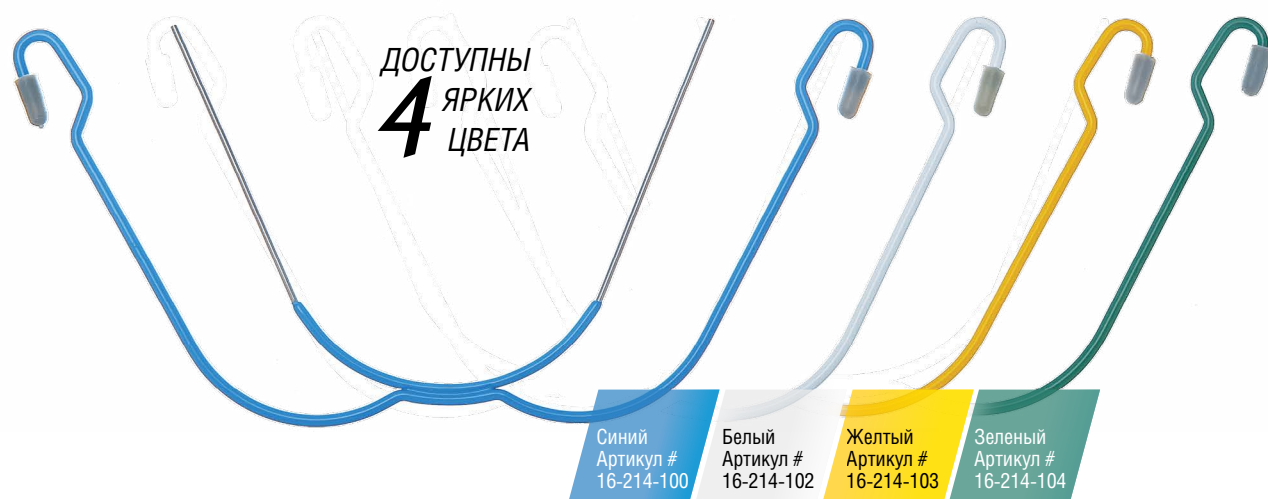 ДОСТУПНЫ
4 ЯРКИХ
ЦВЕТА
Синий
Артикул #
16-214-100
Белый
Артикул #
16-214-102
Желтый
Артикул #
16-214-103
Зеленый
Артикул #
16-214-104